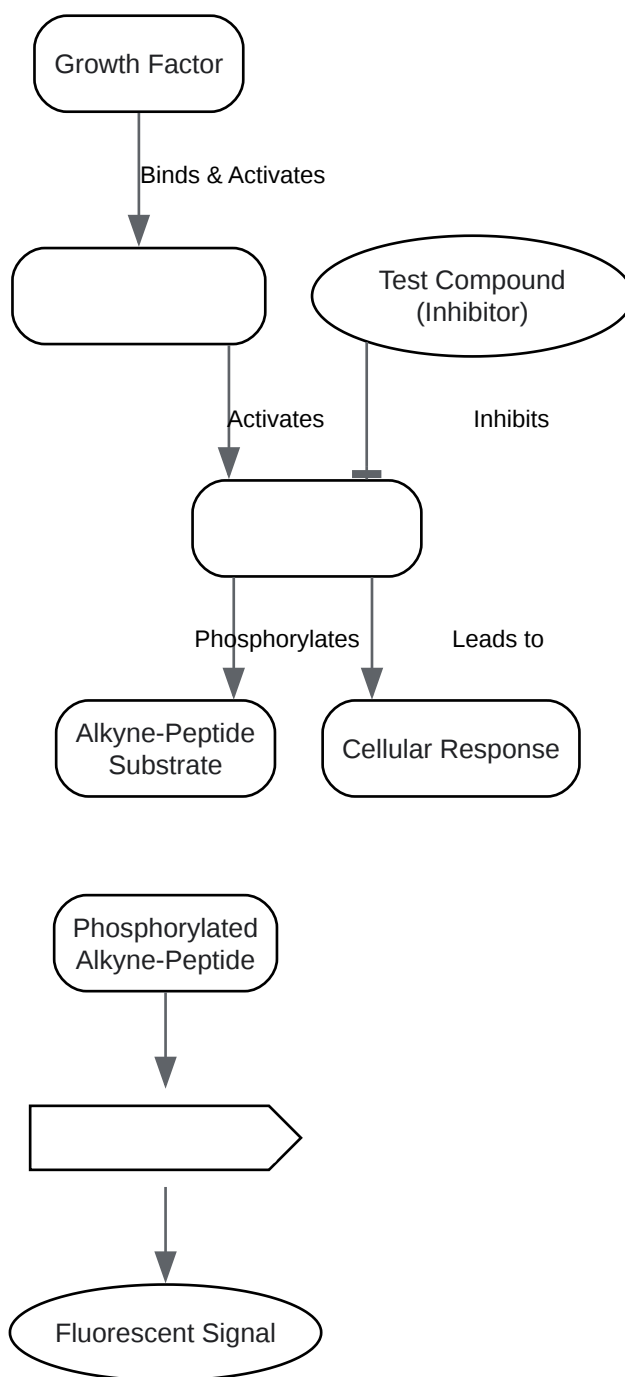 Growth Factor
Binds & Activates
Test Compound
(Inhibitor)
Activates
Inhibits
Phosphorylates
Leads to
Alkyne-Peptide
Substrate
Cellular Response
Phosphorylated
Alkyne-Peptide
Fluorescent Signal